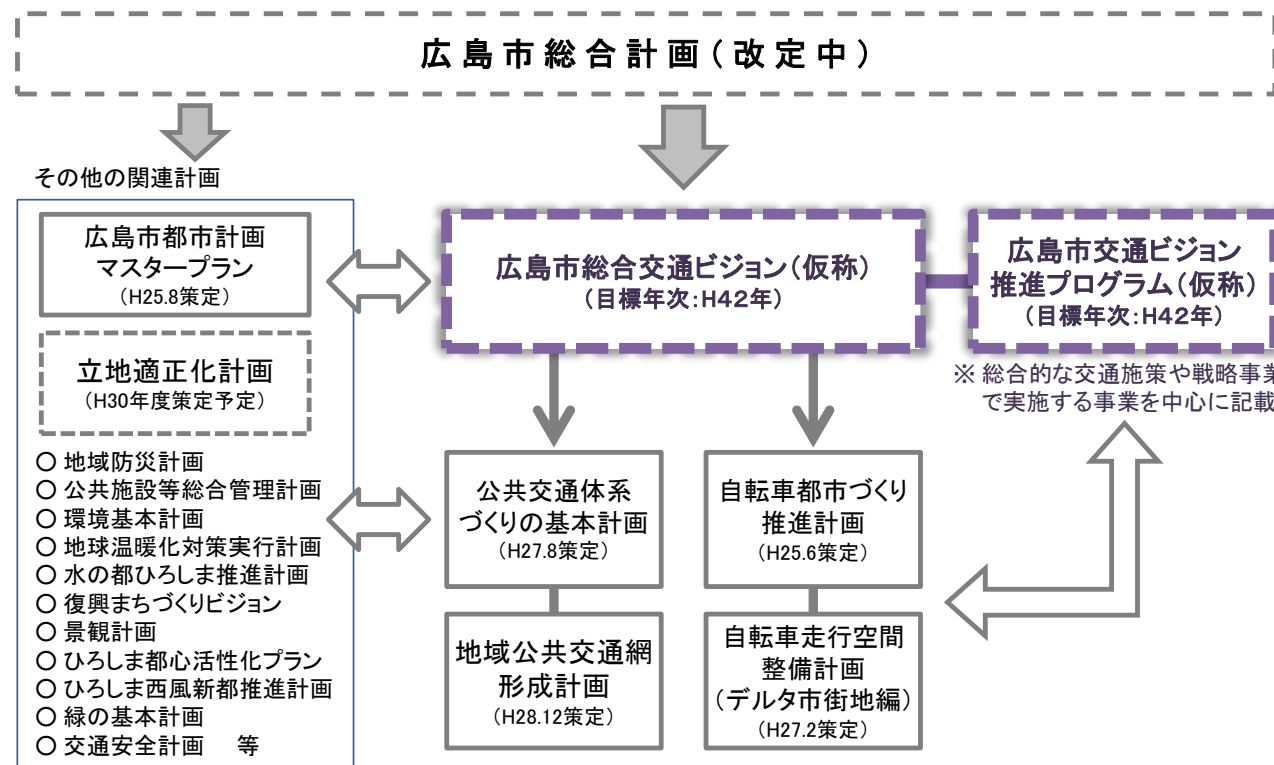 広島市総合計画(改定中)
その他の関連計画
広島市都市計画
マスタープラン
(H25.8策定)
立地適正化計画
(H30年度策定予定)
○ 地域防災計画
○ 公共施設等総合管理計画
○ 環境基本計画
○ 地球温暖化対策実行計画
○ 水の都ひろしま推進計画
○ 復興まちづくりビジョン
○ 景観計画
○ ひろしま都心活性化プラン
○ ひろしま西風新都推進計画
○ 緑の基本計画
○ 交通安全計画 等
広島市総合交通ビジョン(仮称)
(目標年次:H42年)
広島市交通ビジョン
推進プログラム(仮称)
(目標年次:H42年)
※ 総合的な交通施策や戦略事業
で実施する事業を中心に記載
公共交通体系
づくりの基本計画
(H27.8策定)
地域公共交通網
形成計画
(H28.12策定)
自転車都市づくり
推進計画
(H25.6策定)
自転車走行空間
整備計画
(デルタ市街地編)
(H27.2策定)